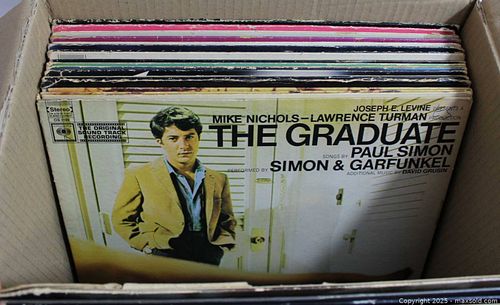 Stereo
THE ORIGINAL
SOUND TRACK
RECORDING
JOSEPH E. LEVINE PRESENTS A
MIKE NICHOLS–LAWRENCE TURMAN PRODUCTION
THE GRADUATE
SONGS BY PAUL SIMON
PERFORMED BY SIMON & GARFUNKEL
ADDITIONAL MUSIC BY DAVID GRUSIN
Copyright 2025 - maxsold.com